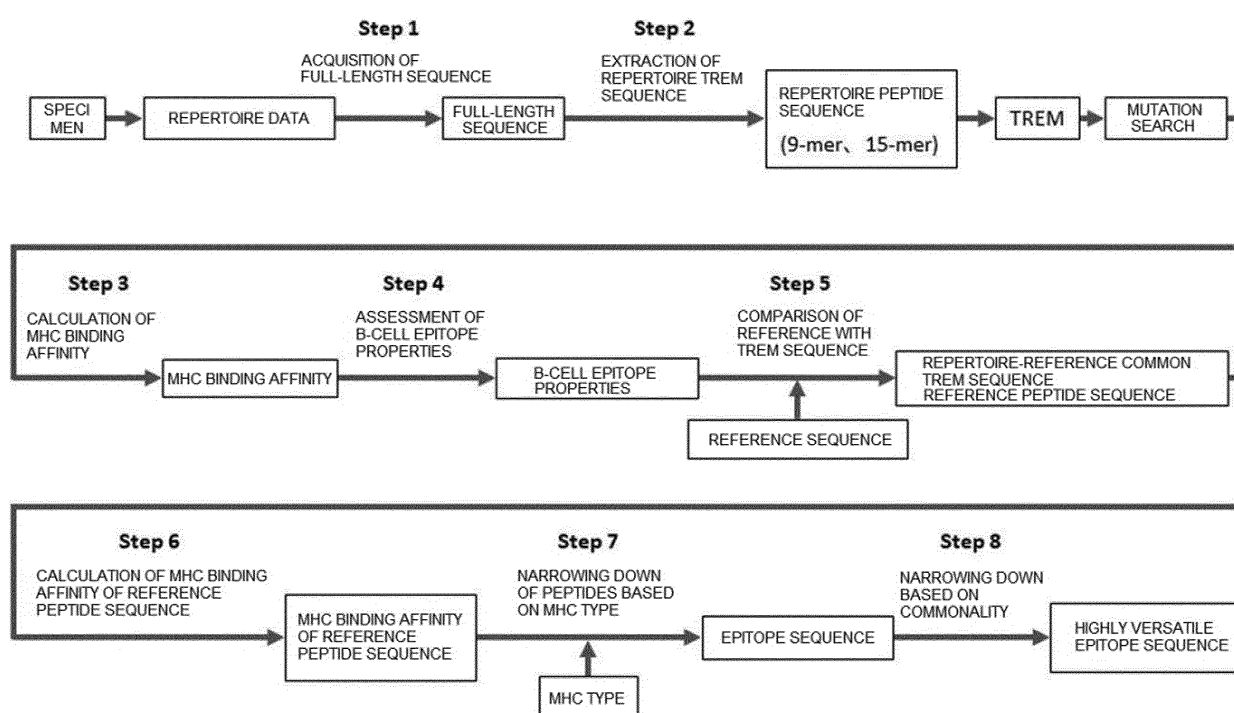 Step 1
ACQUISITION OF
FULL-LENGTH SEQUENCE
Step 2
EXTRACTION OF
REPERTOIRE TREM
SEQUENCE
SPECI
MEN
REPERTOIRE DATA
FULL-LENGTH
SEQUENCE
REPERTOIRE PEPTIDE
SEQUENCE
(9-mer、15-mer)
TREM
MUTATION
SEARCH
Step 3
CALCULATION OF
MHC BINDING
AFFINITY
MHC BINDING AFFINITY
Step 4
ASSESSMENT OF
B-CELL EPITOPE
PROPERTIES
B-CELL EPITOPE
PROPERTIES
Step 5
COMPARISON OF
REFERENCE WITH
TREM SEQUENCE
REFERENCE SEQUENCE
REPERTOIRE-REFERENCE COMMON
TREM SEQUENCE
REFERENCE PEPTIDE SEQUENCE
Step 6
CALCULATION OF MHC BINDING
AFFINITY OF REFERENCE
PEPTIDE SEQUENCE
MHC BINDING AFFINITY
OF REFERENCE
PEPTIDE SEQUENCE
Step 7
NARROWING DOWN
OF PEPTIDES BASED
ON MHC TYPE
MHC TYPE
EPITOPE SEQUENCE
Step 8
NARROWING DOWN
BASED ON
COMMONALITY
HIGHLY VERSATILE
EPITOPE SEQUENCE